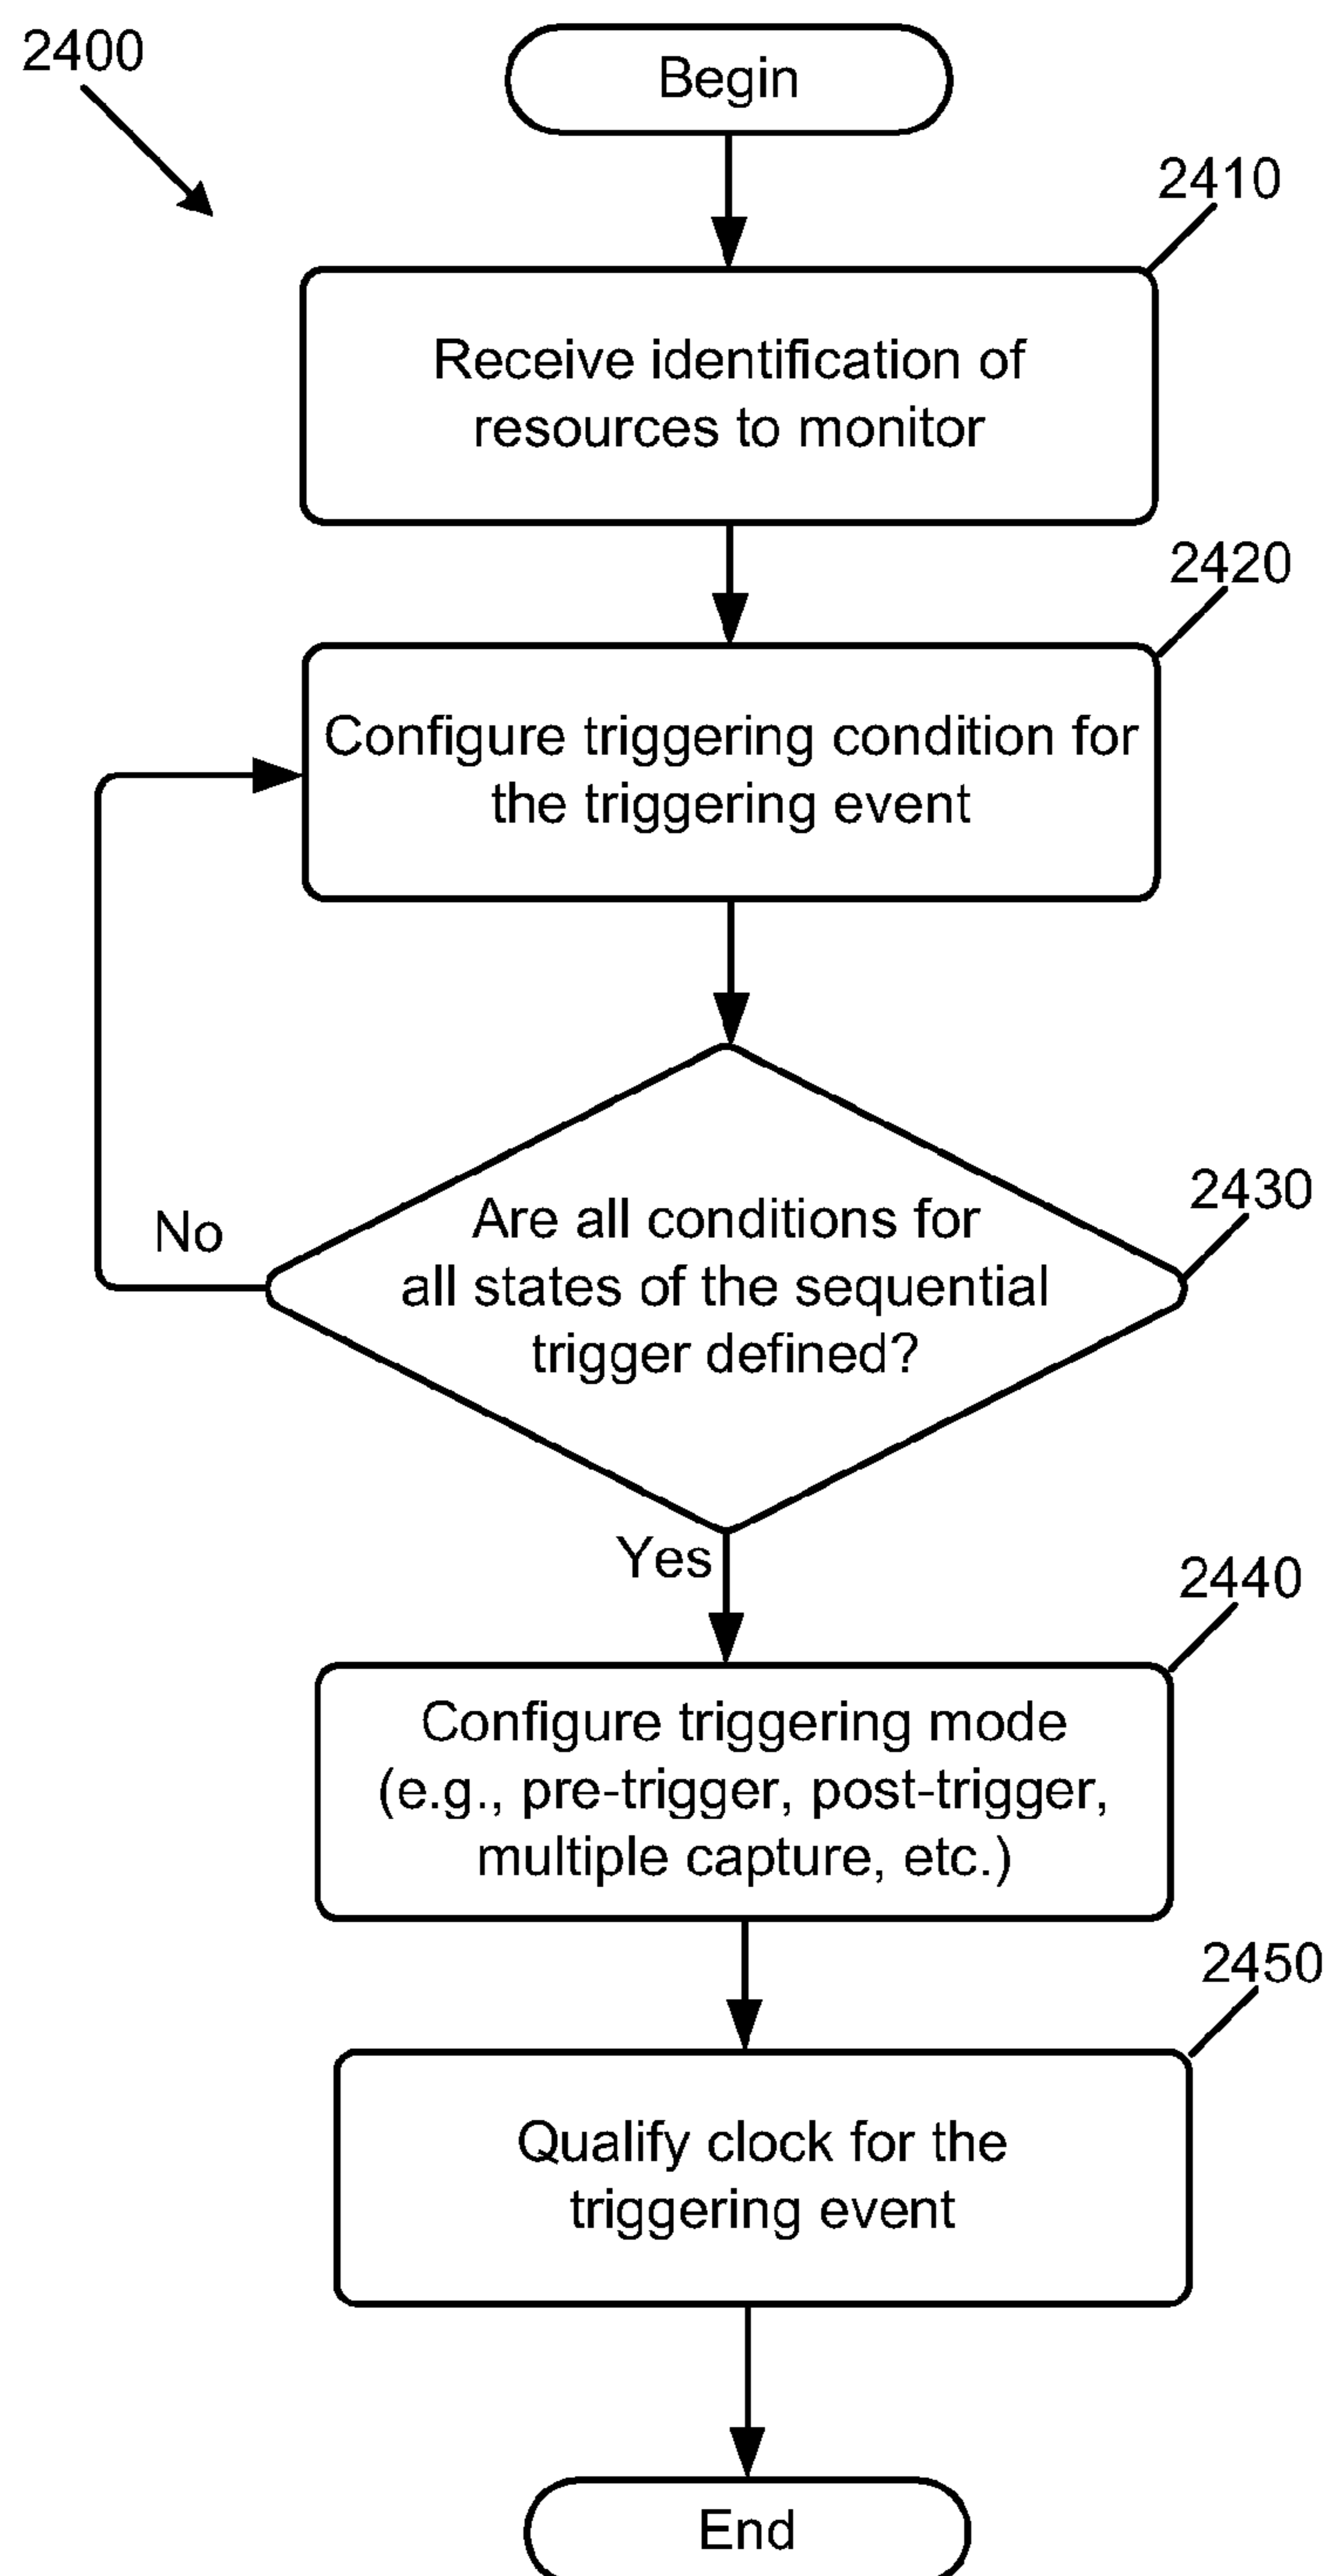 2400
Begin
2410
Receive identification of
resources to monitor
2420
Configure triggering condition for
the triggering event
2430
Are all conditions for
all states of the sequential
trigger defined?
No
Yes
2440
Configure triggering mode
(e.g., pre-trigger, post-trigger,
multiple capture, etc.)
2450
Qualify clock for the
triggering event
End